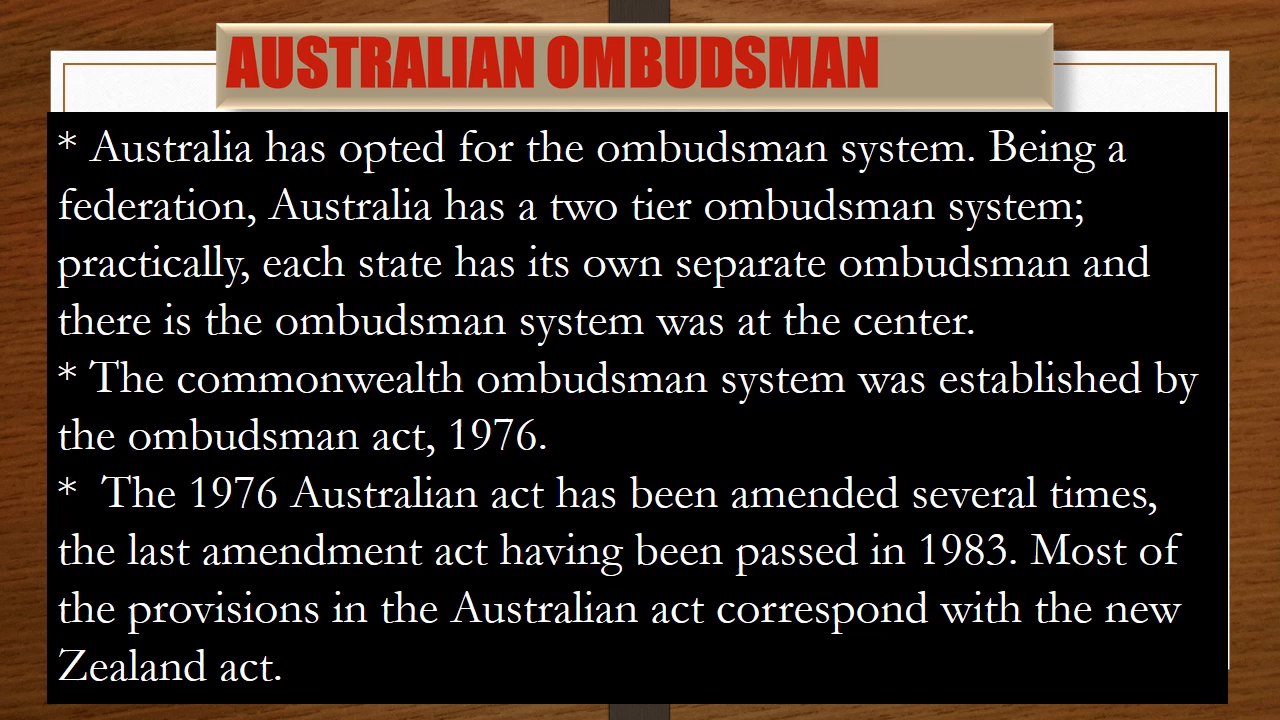 AUSTRALIAN OMBUDSMAN
* Australia has opted for the ombudsman system. Being a
federation, Australia has a two tier ombudsman system;
practically, each state has its own separate ombudsman and
there is the ombudsman system was at the center.
* The commonwealth ombudsman system was established by
the ombudsman act, 1976.
*  The 1976 Australian act has been amended several times,
the last amendment act having been passed in 1983. Most of
the provisions in the Australian act correspond with the new
Zealand act.